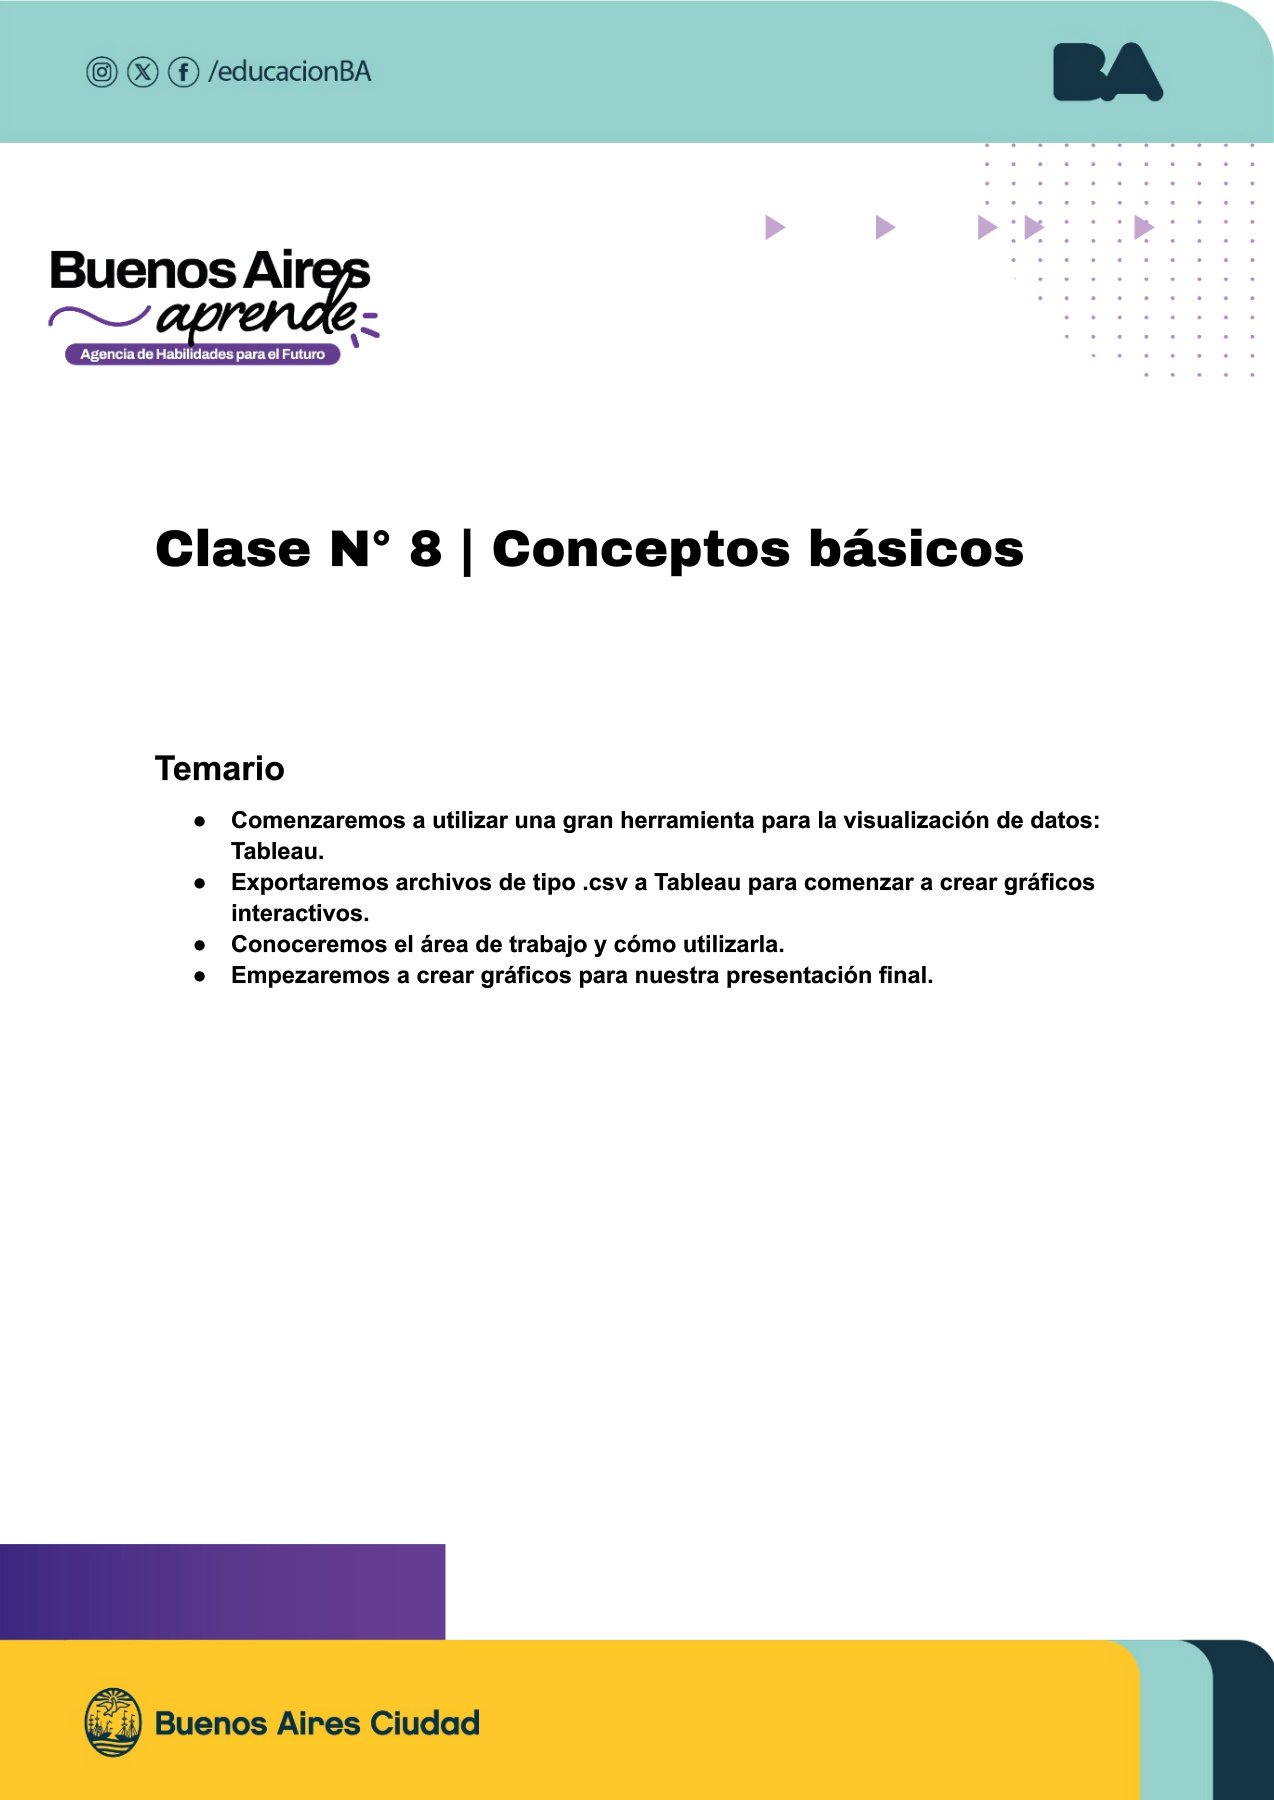 /educacionBA
BA
Buenos Aires
aprende
Agencia de Habilidades para el Futuro
Clase N° 8 | Conceptos básicos
Temario
● Comenzaremos a utilizar una gran herramienta para la visualización de datos:
Tableau.
● Exportaremos archivos de tipo .csv a Tableau para comenzar a crear gráficos
interactivos.
● Conoceremos el área de trabajo y cómo utilizarla.
● Empezaremos a crear gráficos para nuestra presentación final.
Buenos Aires Ciudad